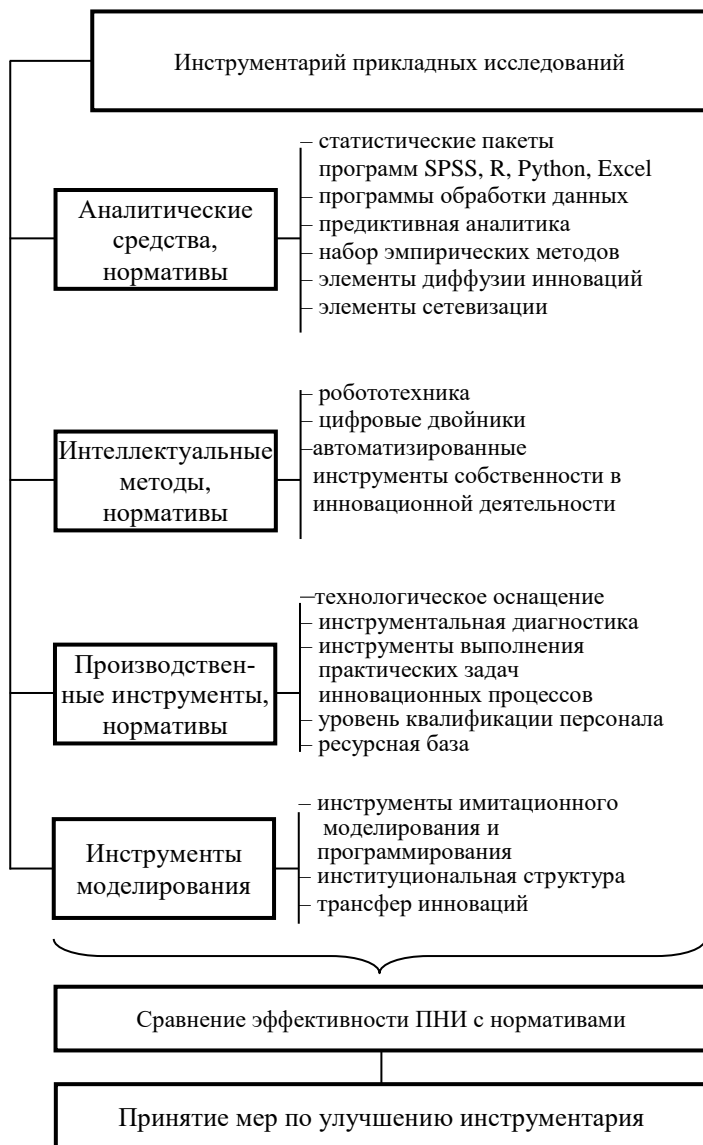 Инструментарий прикладных исследований
Аналитические
средства,
нормативы
– статистические пакеты
программ SPSS, R, Python, Excel
– программы обработки данных
– предиктивная аналитика
– набор эмпирических методов
– элементы диффузии инноваций
– элементы сетевизации
Интеллектуальные
методы,
нормативы
– робототехника
– цифровые двойники
–автоматизированные
инструменты собственности в
инновационной деятельности
Производствен-
ные инструменты,
нормативы
–технологическое оснащение
– инструментальная диагностика
– инструменты выполнения
практических задач
инновационных процессов
– уровень квалификации персонала
– ресурсная база
Инструменты
моделирования
– инструменты имитационного
моделирования и
программирования
– институциональная структура
– трансфер инноваций
Сравнение эффективности ПНИ с нормативами
Принятие мер по улучшению инструментария